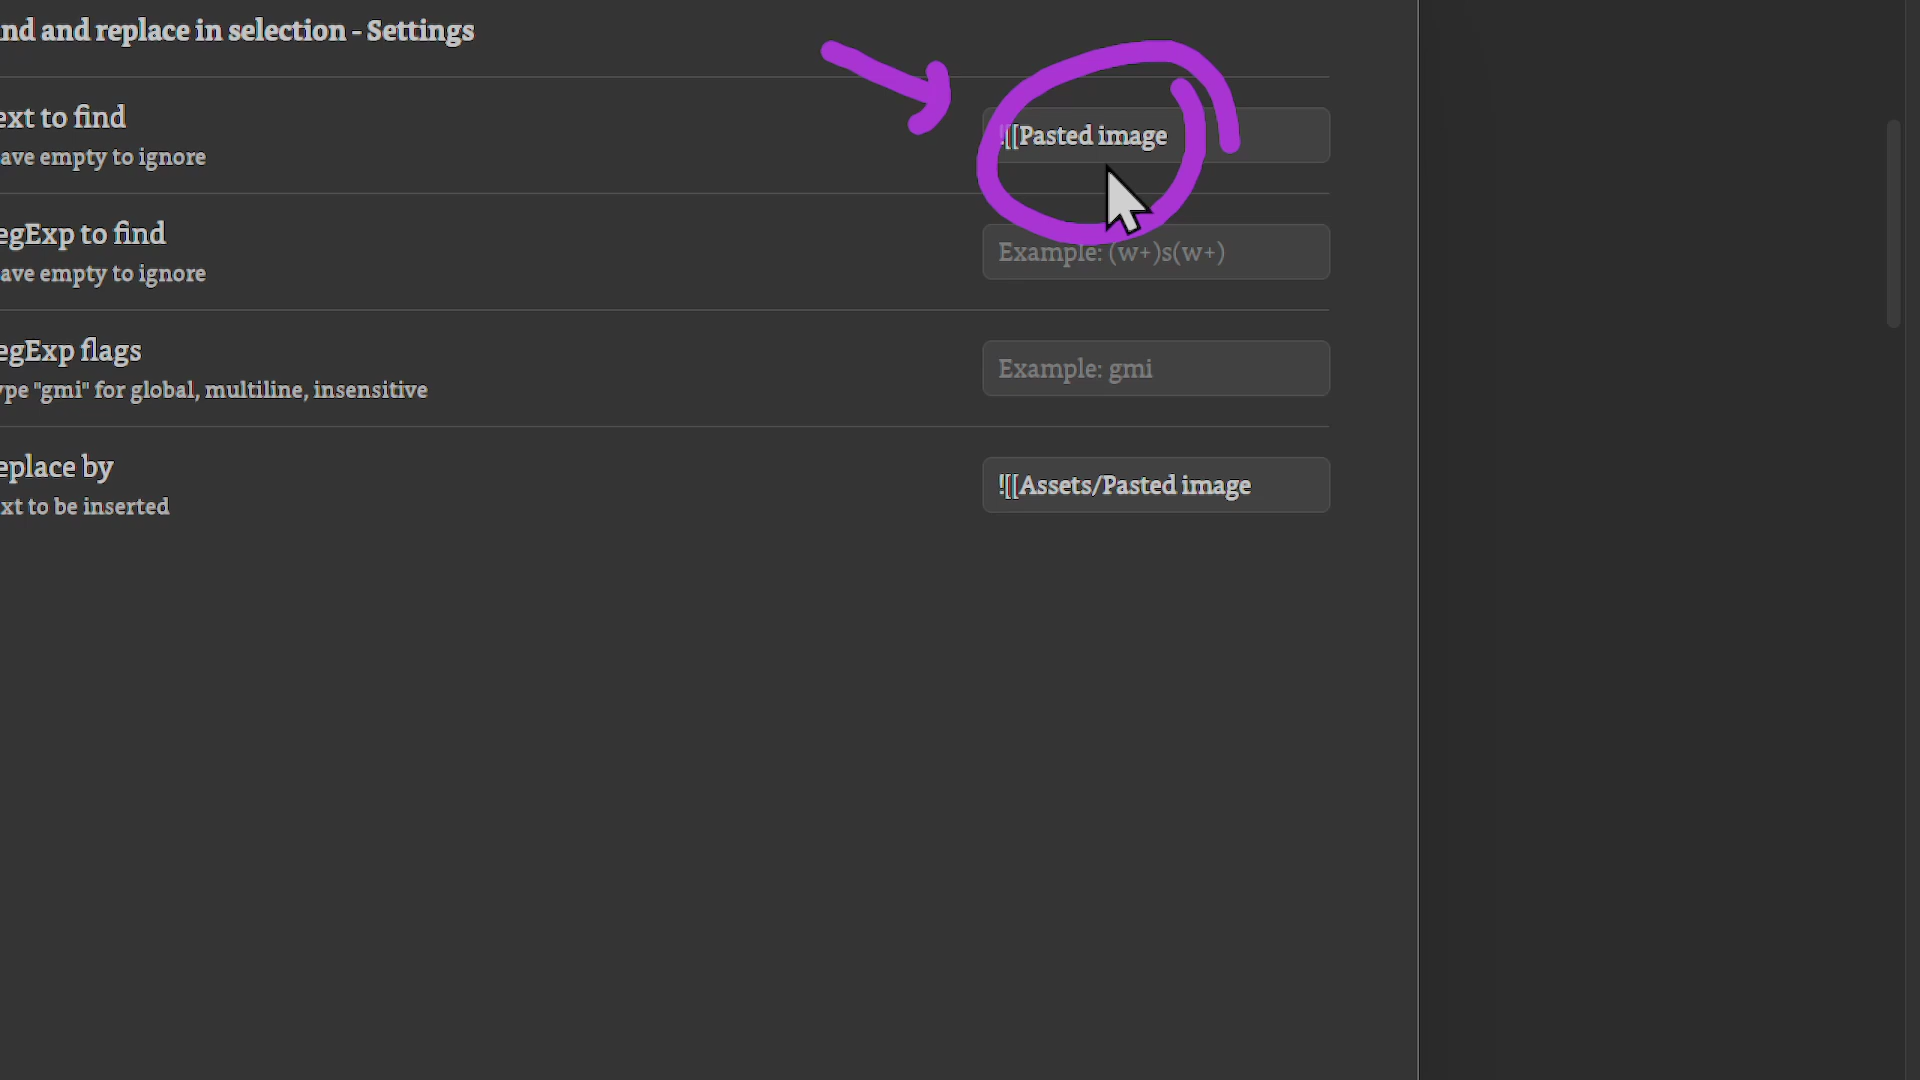 nd and replace in selection - Settings
ext to find
ave empty to ignore
![[Pasted image
egExp to find
ave empty to ignore
Example: (w+)s(w+)
egExp flags
ype "gmi" for global, multiline, insensitive
Example: gmi
eplace by
xt to be inserted
![[Assets/Pasted image